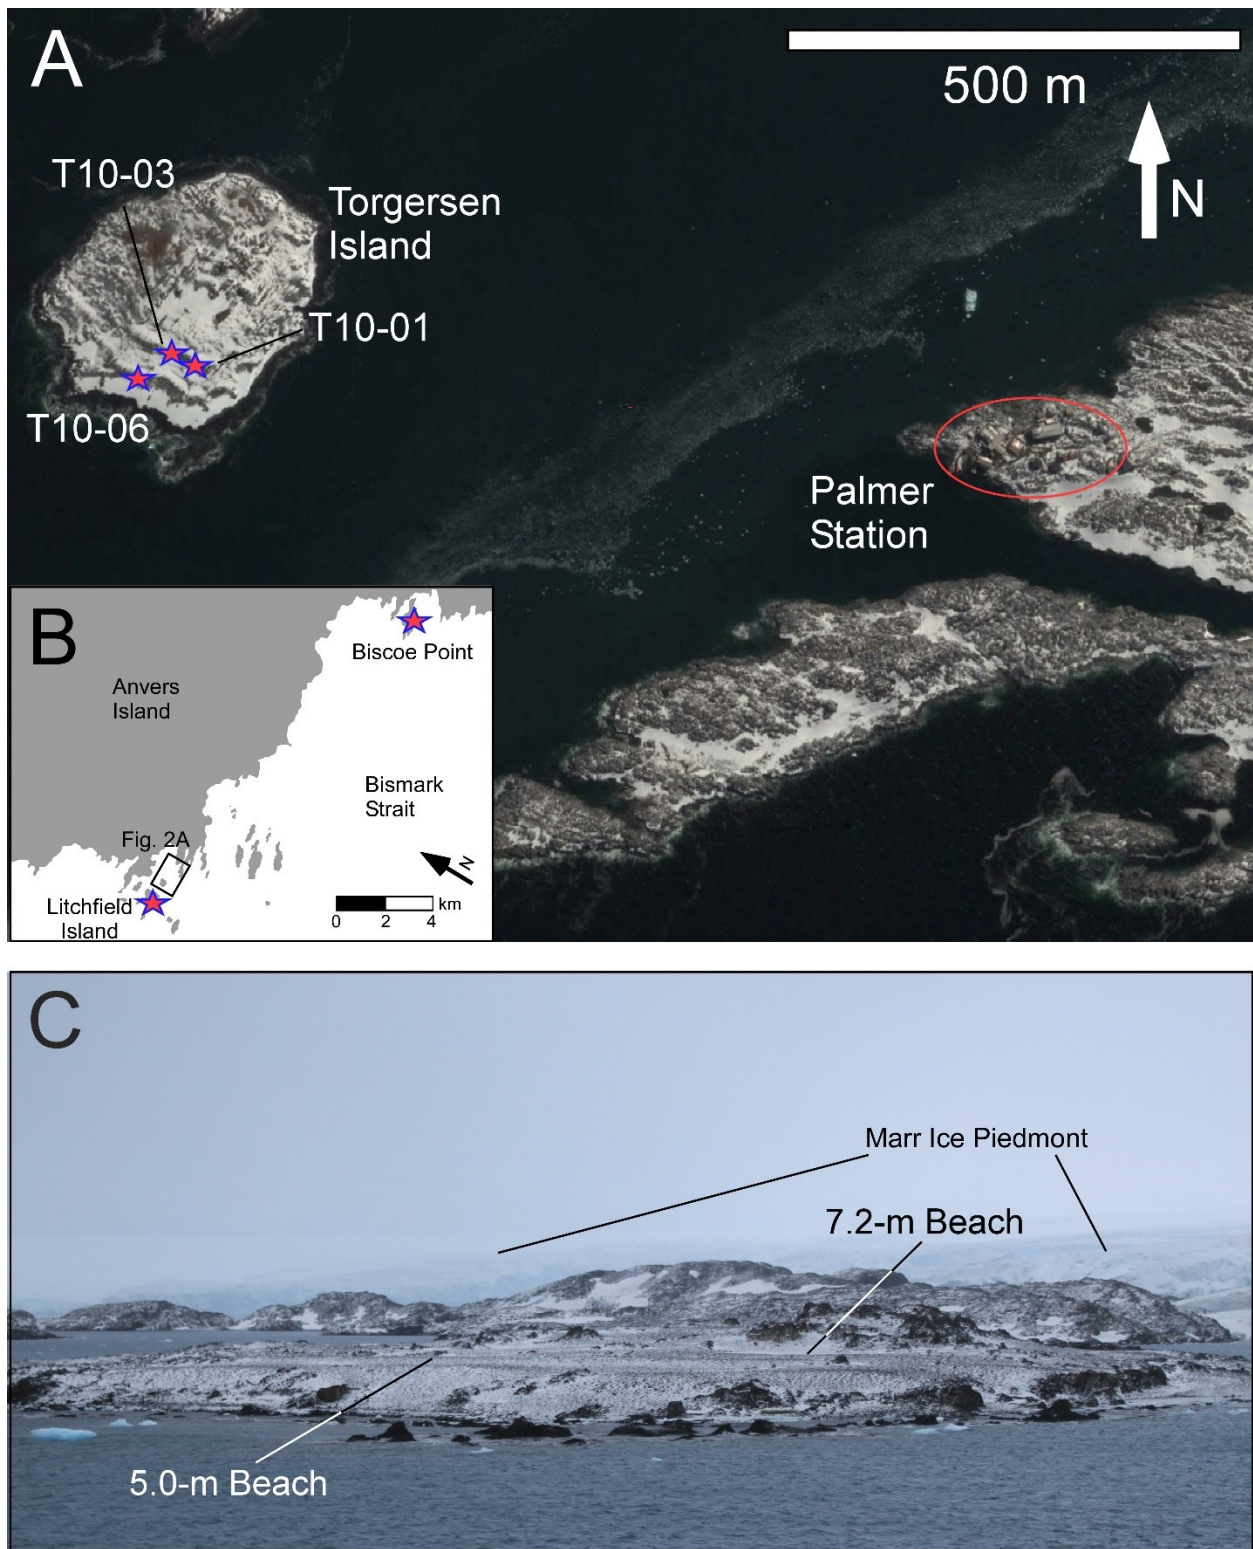 A
500 m
N
T10-03
Torgersen
Island
T10-01
T10-06
Palmer
Station
B
Biscoe Point
Anvers
Island
Bismark
Strait
Fig. 2A
N
Litchfield
Island
km
0 2 4
C
Marr Ice Piedmont
7.2-m Beach
5.0-m Beach